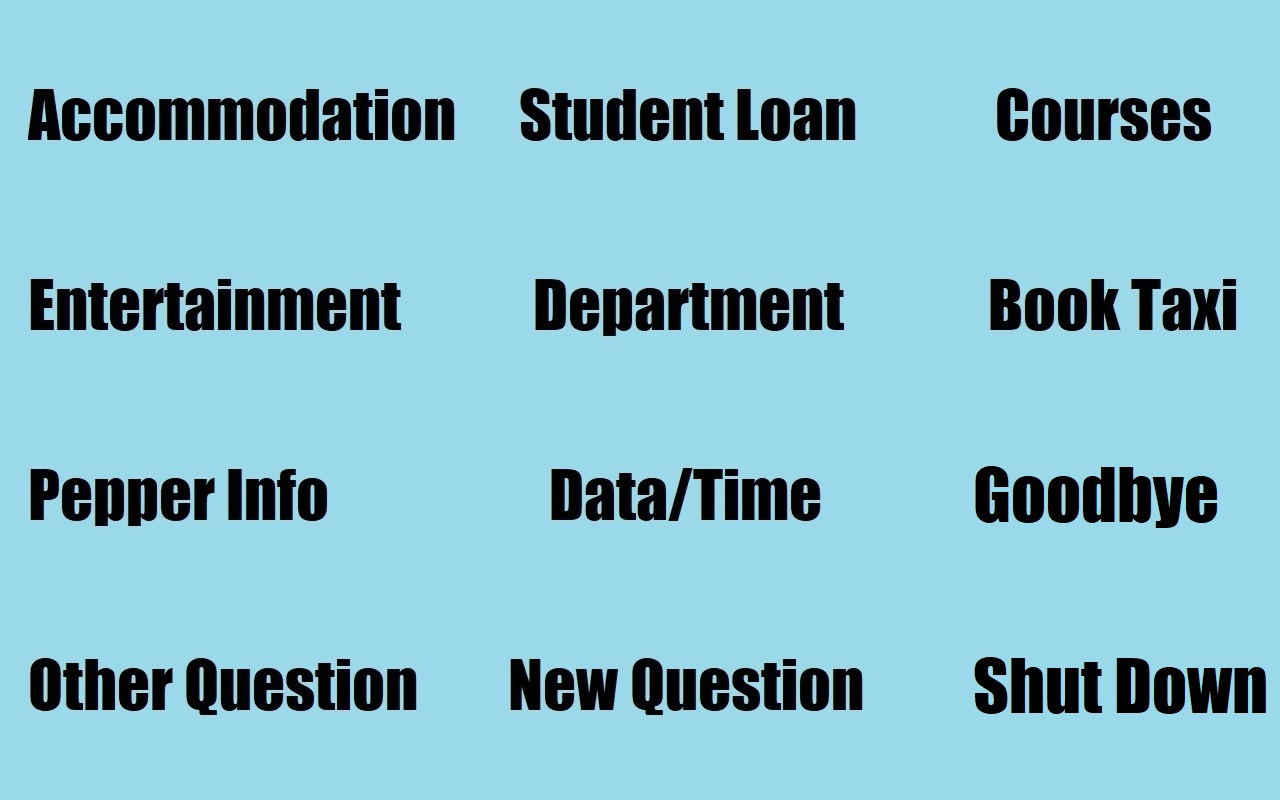 Accommodation Student Loan Courses
Entertainment Department Book Taxi
Pepper Info Data/Time Goodbye
Other Question New Question Shut Down